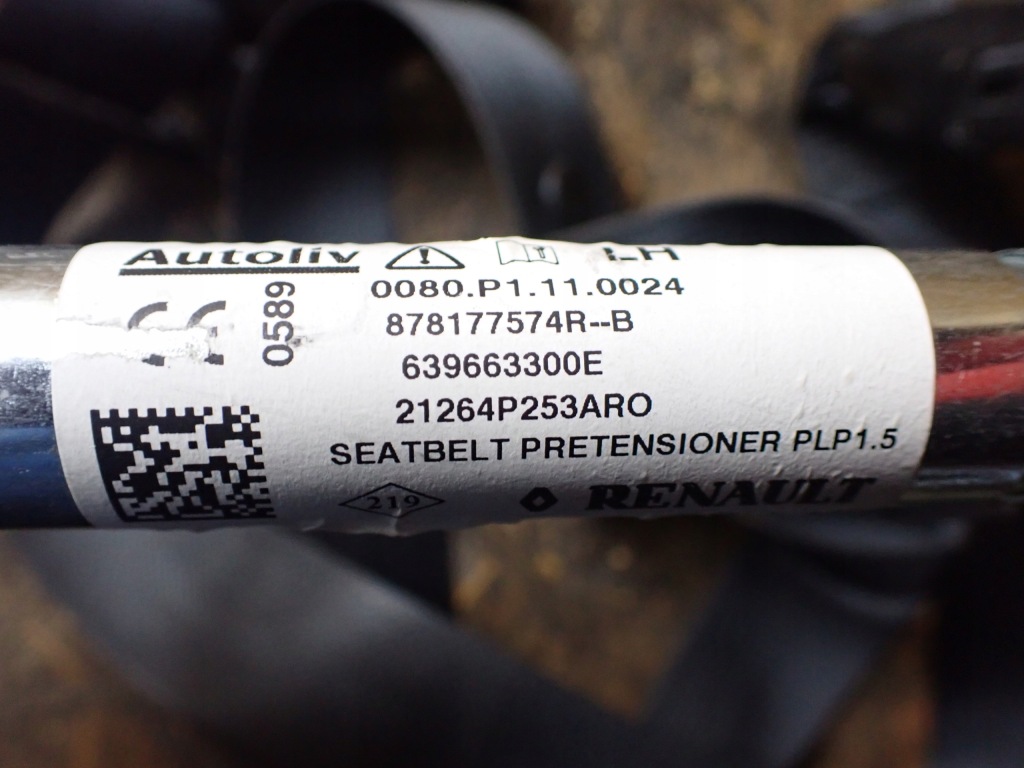 Autoliv LH
0589
0080.P1.11.0024
878177574R--B
639663300E
21264P253ARO
SEATBELT PRETENSIONER PLP1.5
219 RENAULT